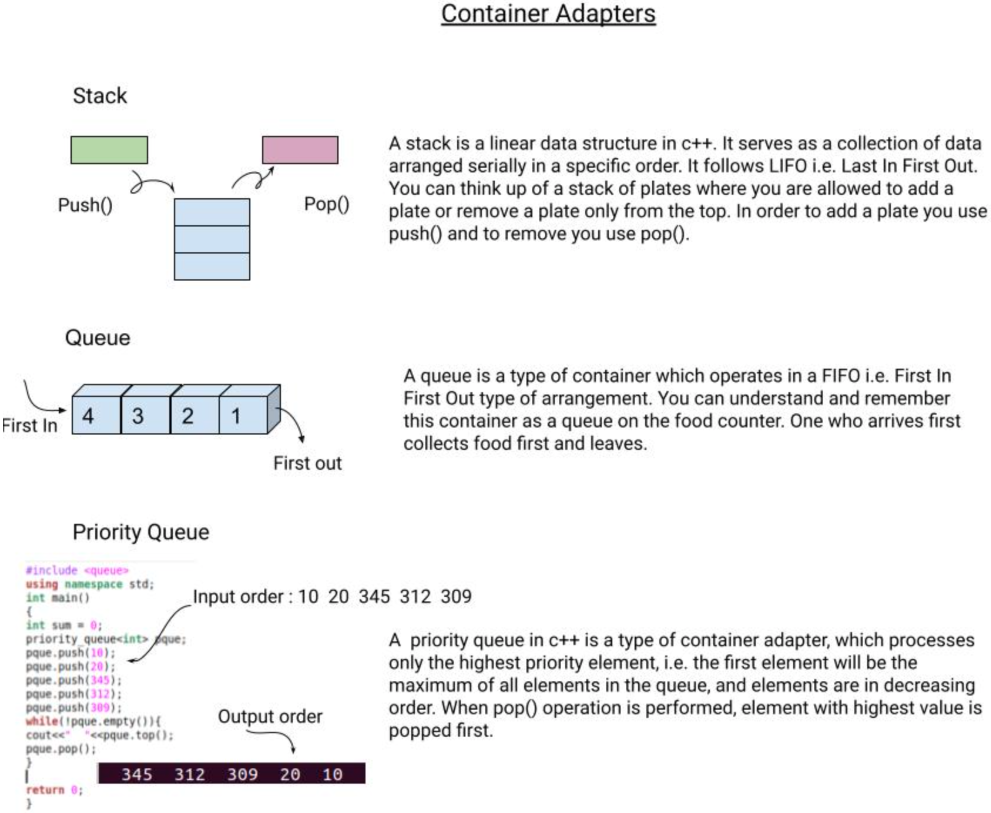 Container Adapters
Stack
Push()
Pop()
A stack is a linear data structure in c++. It serves as a collection of data
arranged serially in a specific order. It follows LIFO i.e. Last In First Out.
You can think up of a stack of plates where you are allowed to add a
plate or remove a plate only from the top. In order to add a plate you use
push() and to remove you use pop().
Queue
First In
4 3 2 1
First out
A queue is a type of container which operates in a FIFO i.e. First In
First Out type of arrangement. You can understand and remember
this container as a queue on the food counter. One who arrives first
collects food first and leaves.
Priority Queue
#include <queue>
using namespace std;
int main()
{
int sum = 0;
priority_queue<int> pque;
pque.push(10);
pque.push(20);
pque.push(345);
pque.push(312);
pque.push(309);
while(!pque.empty()){
cout<<"  "<<pque.top();
pque.pop();
}
return 0;
}
Input order : 10 20 345 312 309
Output order
345 312 309 20 10
A priority queue in c++ is a type of container adapter, which processes
only the highest priority element, i.e. the first element will be the
maximum of all elements in the queue, and elements are in decreasing
order. When pop() operation is performed, element with highest value is
popped first.